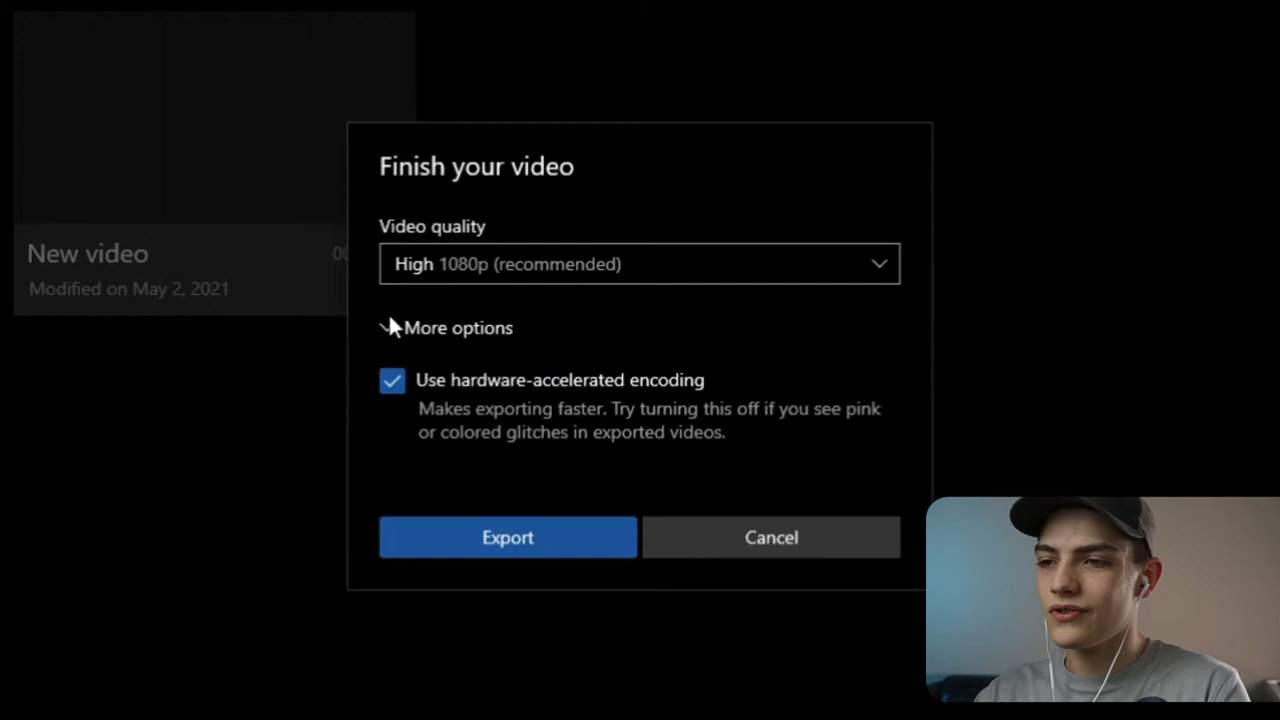 Finish your video
Video quality
High 1080p (recommended)
New video
00
Modified on May 2, 2021
More options
Use hardware-accelerated encoding
Makes exporting faster. Try turning this off if you see pink
or colored glitches in exported videos.
Export
Cancel